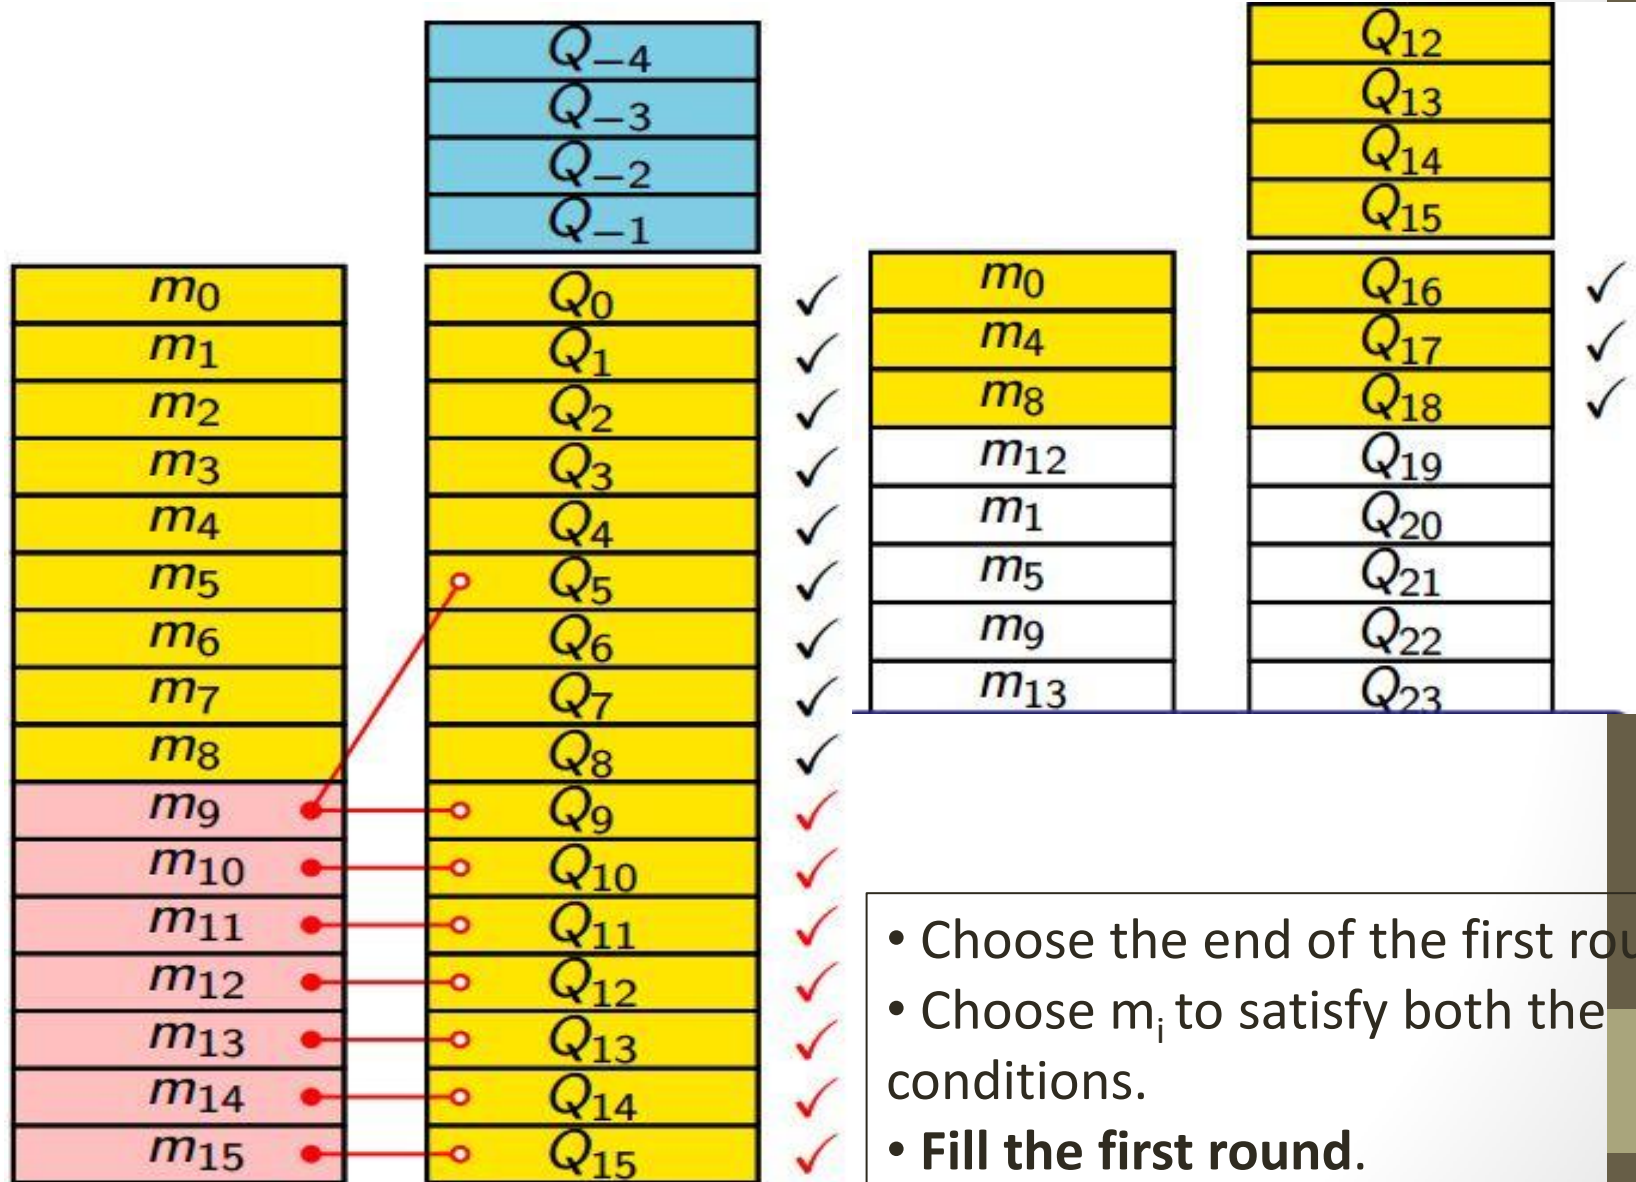 Q₋₄
Q₋₃
Q₋₂
Q₋₁
m₀ Q₀ ✓
m₁ Q₁ ✓
m₂ Q₂ ✓
m₃ Q₃ ✓
m₄ Q₄ ✓
m₅ Q₅ ✓
m₆ Q₆ ✓
m₇ Q₇ ✓
m₈ Q₈ ✓
m₉ Q₉ ✓
m₁₀ Q₁₀ ✓
m₁₁ Q₁₁ ✓
m₁₂ Q₁₂ ✓
m₁₃ Q₁₃ ✓
m₁₄ Q₁₄ ✓
m₁₅ Q₁₅ ✓
Q₁₂
Q₁₃
Q₁₄
Q₁₅
m₀ Q₁₆ ✓
m₄ Q₁₇ ✓
m₈ Q₁₈ ✓
m₁₂ Q₁₉
m₁ Q₂₀
m₅ Q₂₁
m₉ Q₂₂
m₁₃ Q₂₃
• Choose the end of the first
• Choose mᵢ to satisfy both the
conditions.
• Fill the first round.